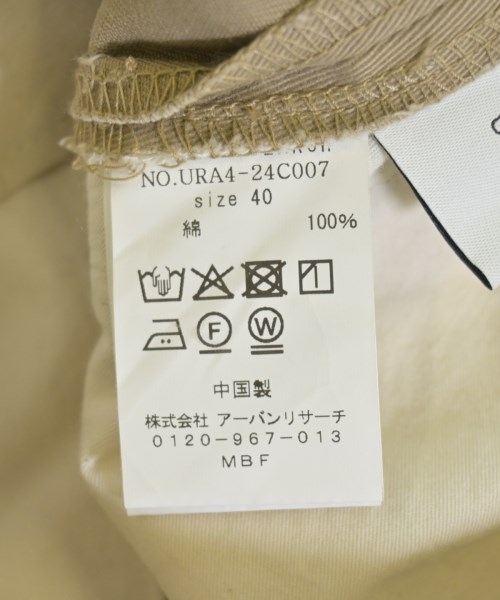 NO.URA4-24C007
size 40
綿 100%
F W
中国製
株式会社 アーバンリサーチ
0120-967-013
MBF